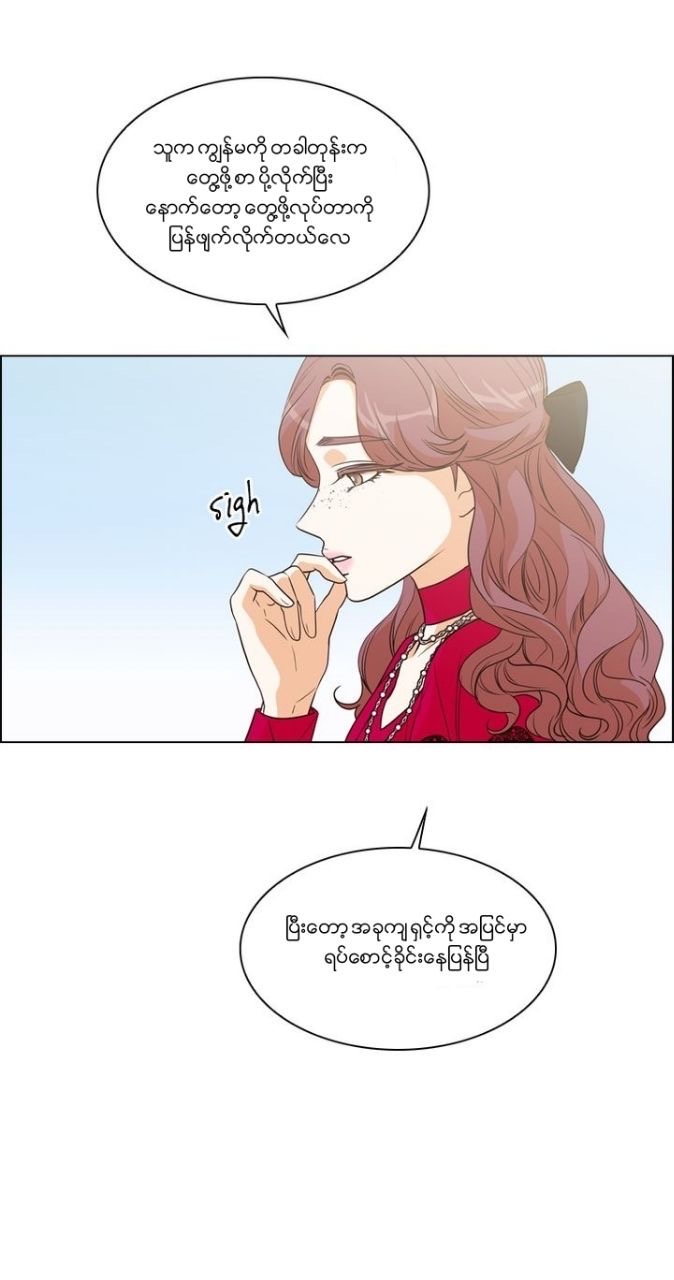 သူက ကျွန်မကို တခါတုန်းက
တွေ့ဖို့ စာ ပို့လိုက်ပြီး
နောက်တော့ တွေ့ဖို့လုပ်တာကို
ပြန်ဖျက်လိုက်တယ်လေ
sigh
ပြီးတော့ အခုကျ ရှင့်ကို အပြင်မှာ
ရပ်စောင့်ခိုင်းနေပြန်ပြီ